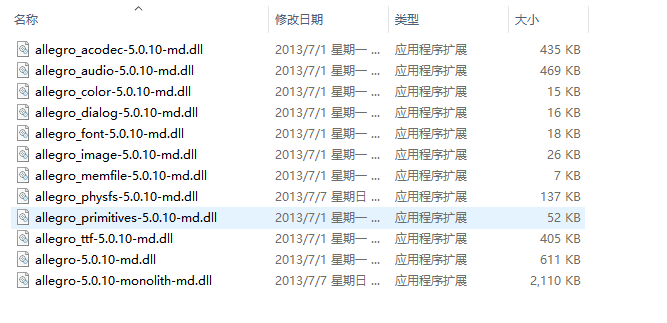 名称 修改日期 类型 大小
allegro_acodec-5.0.10-md.dll 2013/7/1 星期一 ... 应用程序扩展 435 KB
allegro_audio-5.0.10-md.dll 2013/7/1 星期一 ... 应用程序扩展 469 KB
allegro_color-5.0.10-md.dll 2013/7/1 星期一 ... 应用程序扩展 15 KB
allegro_dialog-5.0.10-md.dll 2013/7/1 星期一 ... 应用程序扩展 16 KB
allegro_font-5.0.10-md.dll 2013/7/1 星期一 ... 应用程序扩展 18 KB
allegro_image-5.0.10-md.dll 2013/7/1 星期一 ... 应用程序扩展 26 KB
allegro_memfile-5.0.10-md.dll 2013/7/1 星期一 ... 应用程序扩展 7 KB
allegro_physfs-5.0.10-md.dll 2013/7/7 星期日 ... 应用程序扩展 137 KB
allegro_primitives-5.0.10-md.dll 2013/7/1 星期一 ... 应用程序扩展 52 KB
allegro_ttf-5.0.10-md.dll 2013/7/1 星期一 ... 应用程序扩展 405 KB
allegro-5.0.10-md.dll 2013/7/1 星期一 ... 应用程序扩展 611 KB
allegro-5.0.10-monolith-md.dll 2013/7/7 星期日 ... 应用程序扩展 2,110 KB